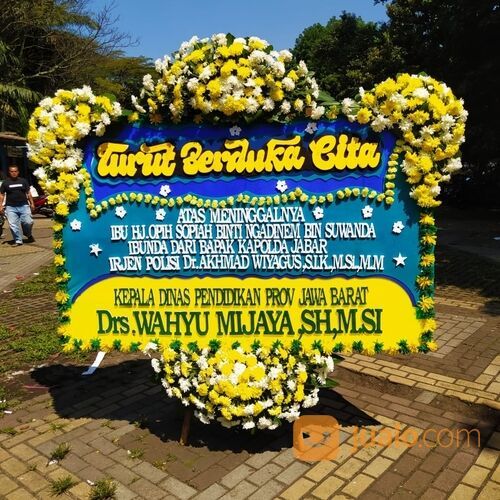 Turut Berduka Cita
ATAS MENINGGALNYA
IBU HJ.OPIH SOPIAH BINTI NGADINEM BIN SUWANDA
IBUNDA DARI BAPAK KAPOLDA JABAR
IRJEN POLISI Dr.AKHMAD WIYAGUS,S.I.K.,M.SI.,M.M
KEPALA DINAS PENDIDIKAN PROV JAWA BARAT
Drs.WAHYU MIJAYA,SH,M.SI
jualo.com